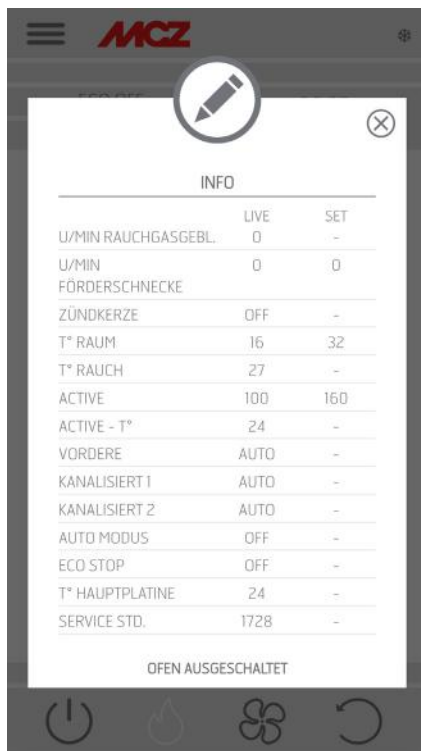 MCZ
INFO
LIVE SET
U/MIN RAUCHGASGEBL. 0 -
U/MIN 0 0
FÖRDERSCHNECKE
ZÜNDKERZE OFF -
T° RAUM 16 32
T° RAUCH 27 -
ACTIVE 100 160
ACTIVE - T° 24 -
VORDERE AUTO -
KANALISIERT 1 AUTO -
KANALISIERT 2 AUTO -
AUTO MODUS OFF -
ECO STOP OFF -
T° HAUPTPLATINE 24 -
SERVICE STD. 1728 -
OFEN AUSGESCHALTET